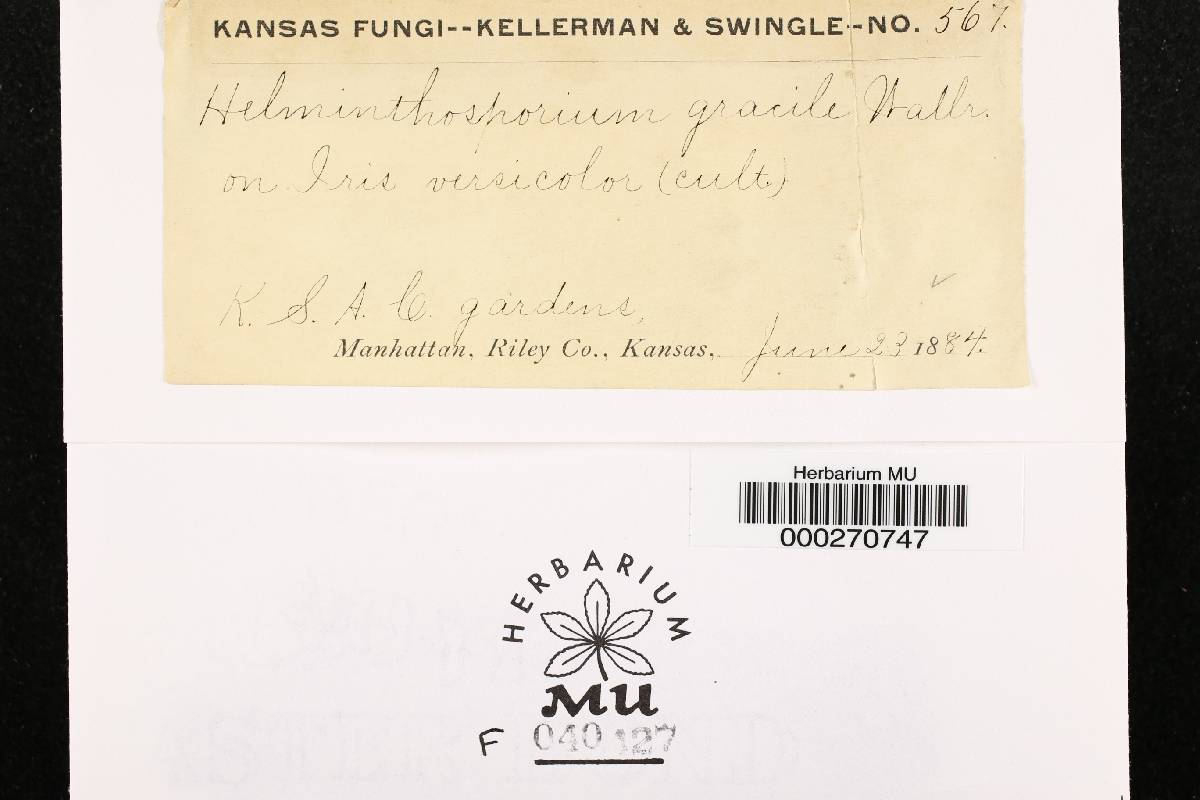 KANSAS FUNGI--KELLERMAN & SWINGLE--NO. 567.
Helminthosporium gracile Wallr.
on Iris versicolor (cult.)
K. S. A. C. gardens,
Manhattan, Riley Co., Kansas, June 23 1884.
Herbarium MU
000270747
HERBARIUM
MU
F 040127